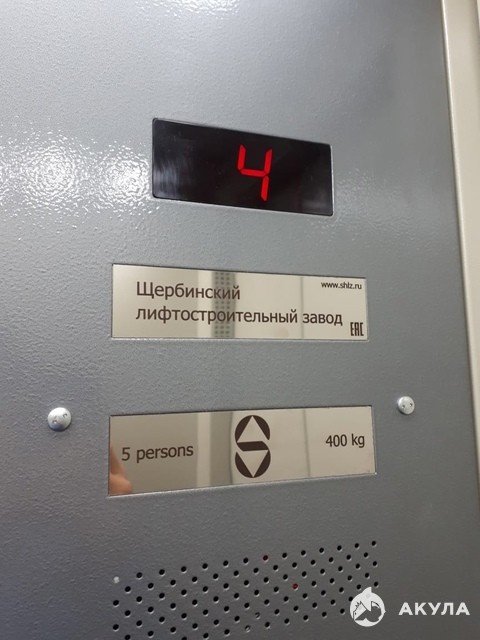 4
www.shlz.ru
Щербинский
лифтостроительный завод
ЕАС
5 persons
400 kg
АКУЛА